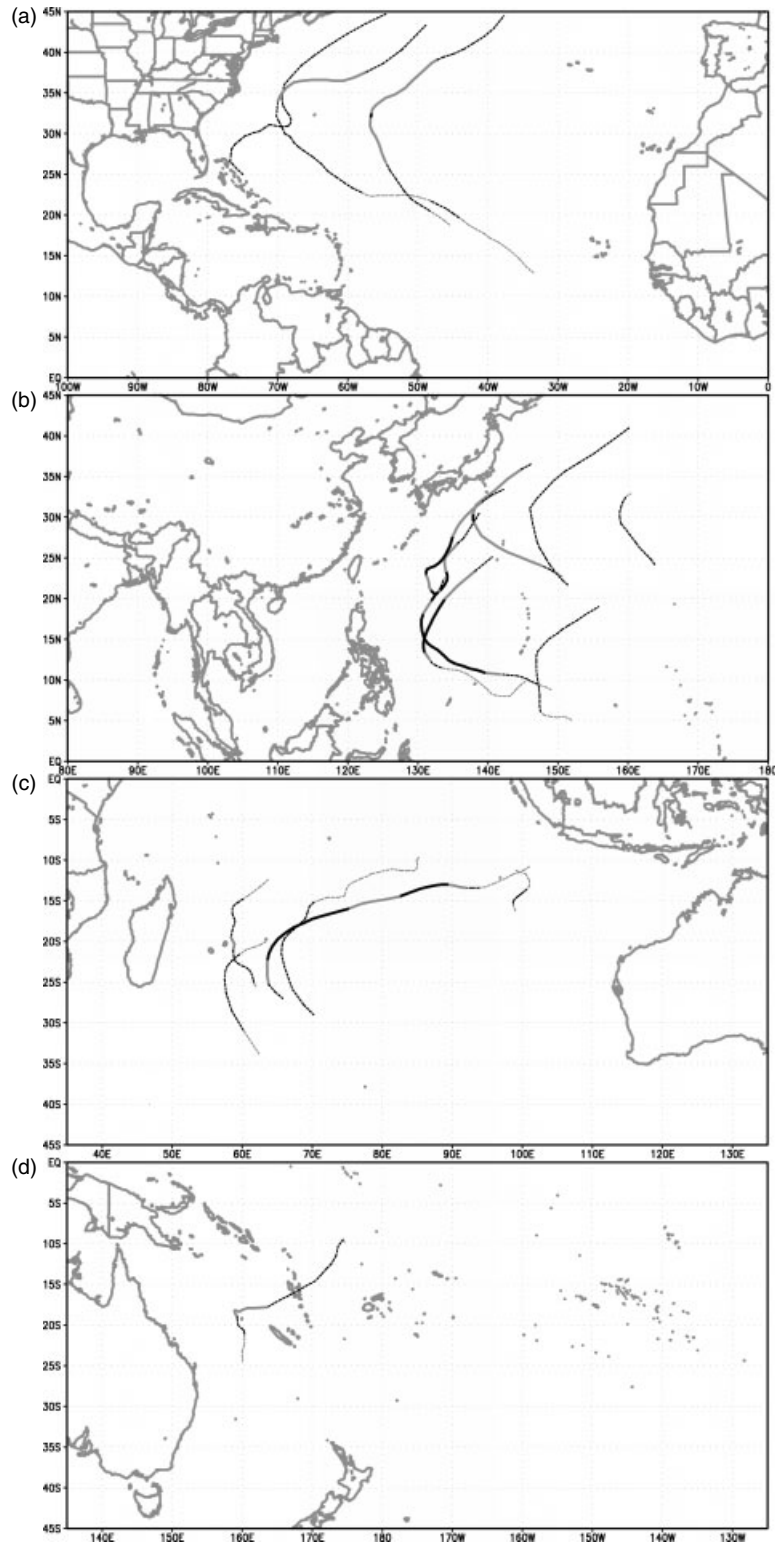 (a)
45N
40N
35N
30N
25N
20N
15N
10N
5N
EQ
100W 90W 80W 70W 60W 50W 40W 30W 20W 10W 0
(b)
45N
40N
35N
30N
25N
20N
15N
10N
5N
EQ
80E 90E 100E 110E 120E 130E 140E 150E 160E 170E 180
(c)
EQ
5S
10S
15S
20S
25S
30S
35S
40S
45S
40E 50E 60E 70E 80E 90E 100E 110E 120E 130E
(d)
EQ
5S
10S
15S
20S
25S
30S
35S
40S
45S
140E 150E 160E 170E 180 170W 160W 150W 140W 130W